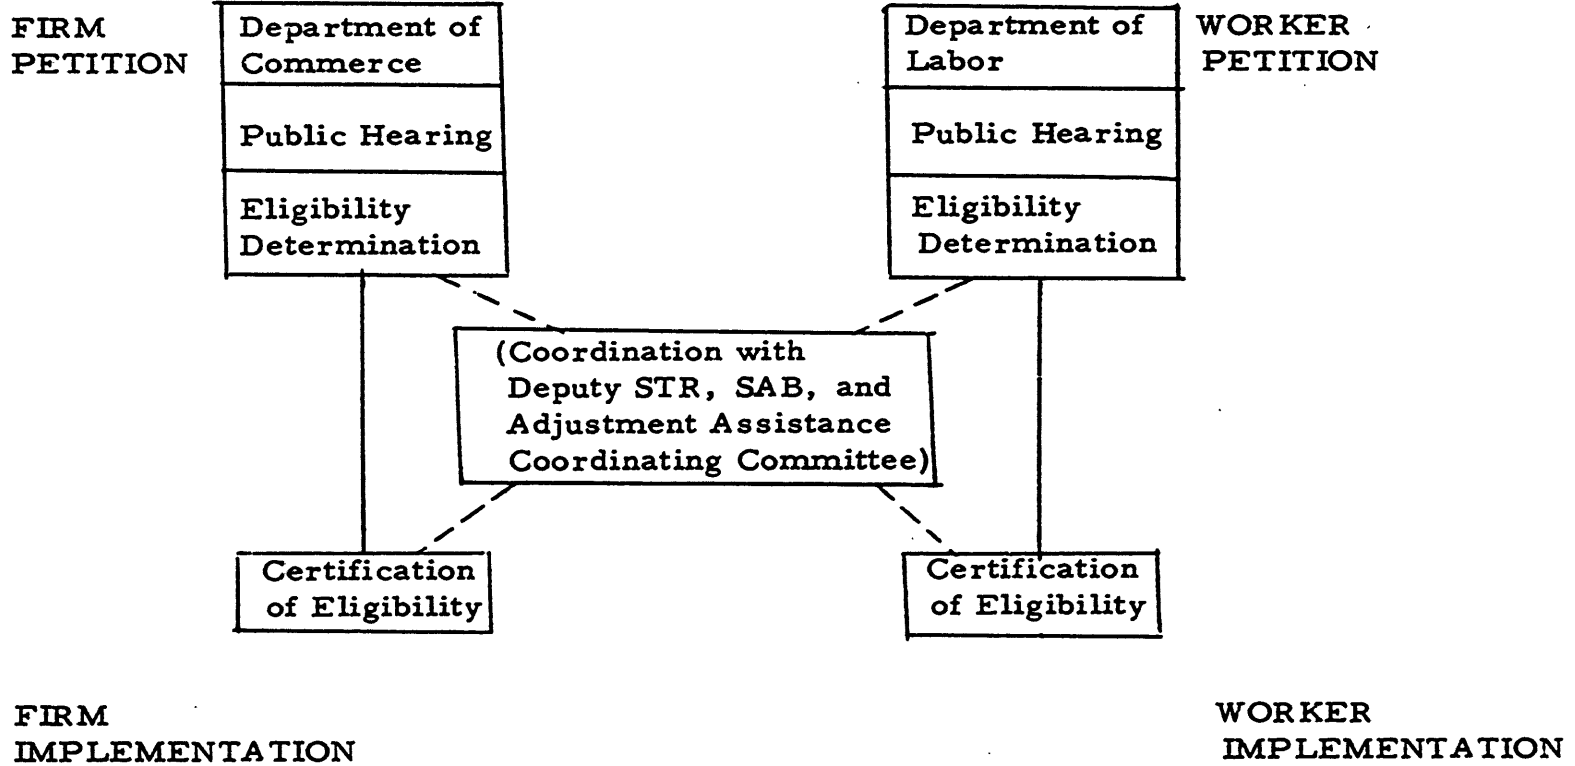 FIRM
PETITION
Department of
Commerce
Public Hearing
Eligibility
Determination
Department of
Labor
Public Hearing
Eligibility
Determination
WORKER
PETITION
(Coordination with
Deputy STR, SAB, and
Adjustment Assistance
Coordinating Committee)
Certification
of Eligibility
Certification
of Eligibility
FIRM
IMPLEMENTATION
WORKER
IMPLEMENTATION